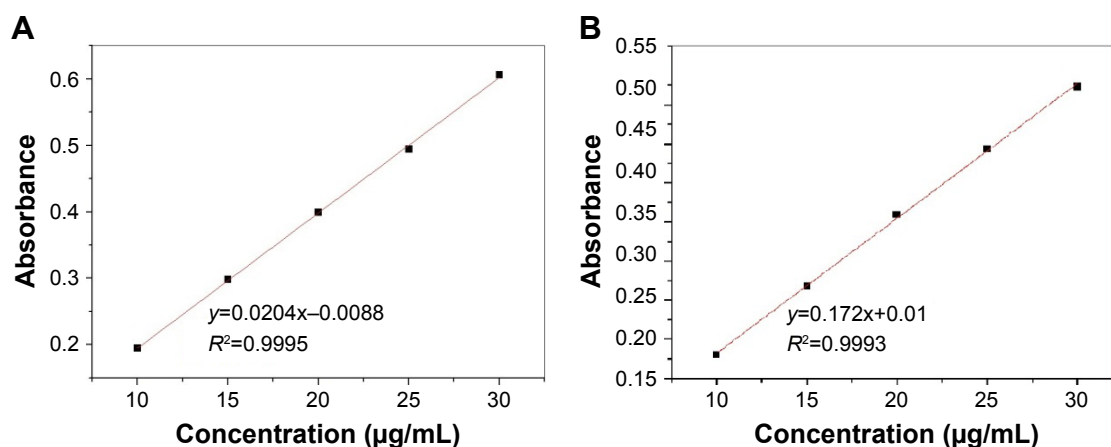 A
Absorbance
0.6
0.5
0.4
0.3
0.2
y=0.0204x–0.0088
R²=0.9995
10 15 20 25 30
Concentration (µg/mL)
B
Absorbance
0.55
0.50
0.45
0.40
0.35
0.30
0.25
0.20
0.15
y=0.172x+0.01
R²=0.9993
10 15 20 25 30
Concentration (µg/mL)